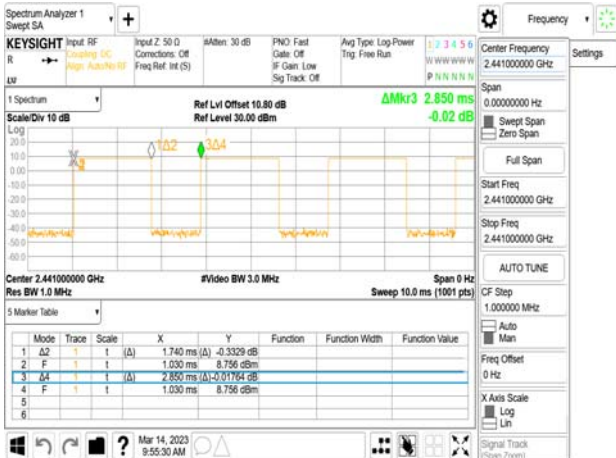 Spectrum Analyzer 1
Swept SA
Frequency
KEYSIGHT
R
Input: RF
Coupling: DC
Align: Auto/No RF
Input Z: 50 Ω
Corrections: Off
Freq Ref: Int (S)
#Atten: 30 dB
PNO: Fast
Gate: Off
IF Gain: Low
Sig Track: Off
Avg Type: Log-Power
Trig: Free Run
1 2 3 4 5 6
W W W W W W
P N N N N N
1 Spectrum
Scale/Div 10 dB
Ref Lvl Offset 10.80 dB
Ref Level 30.00 dBm
ΔMkr3 2.850 ms
-0.02 dB
Log
20.0
10.0
0.00
-10.0
-20.0
-30.0
-40.0
-50.0
-60.0
1Δ2
3Δ4
Center 2.441000000 GHz
Res BW 1.0 MHz
#Video BW 3.0 MHz
Span 0 Hz
Sweep 10.0 ms (1001 pts)
5 Marker Table
Mode Trace Scale X Y Function Function Width Function Value
1 Δ2 1 t (Δ) 1.740 ms (Δ) -0.3329 dB
2 F 1 t 1.030 ms 8.756 dBm
3 Δ4 1 t (Δ) 2.850 ms (Δ) -0.01764 dB
4 F 1 t 1.030 ms 8.756 dBm
5
6
Mar 14, 2023
9:55:30 AM
Center Frequency
2.441000000 GHz
Settings
Span
0.00000000 Hz
Swept Span
Zero Span
Full Span
Start Freq
2.441000000 GHz
Stop Freq
2.441000000 GHz
AUTO TUNE
CF Step
1.000000 MHz
Auto
Man
Freq Offset
0 Hz
X Axis Scale
Log
Lin
Signal Track
(Span Zoom)